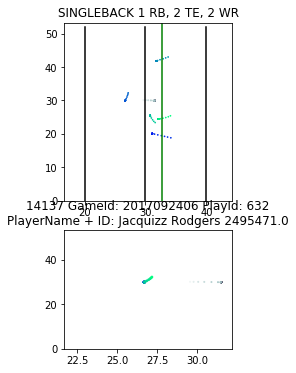 SINGLEBACK 1 RB, 2 TE, 2 WR
50
40
30
20
10
0
20 30 40
14137 GameId: 2017092406 PlayId: 632
PlayerName + ID: Jacquizz Rodgers 2495471.0
40
20
0
22.5 25.0 27.5 30.0